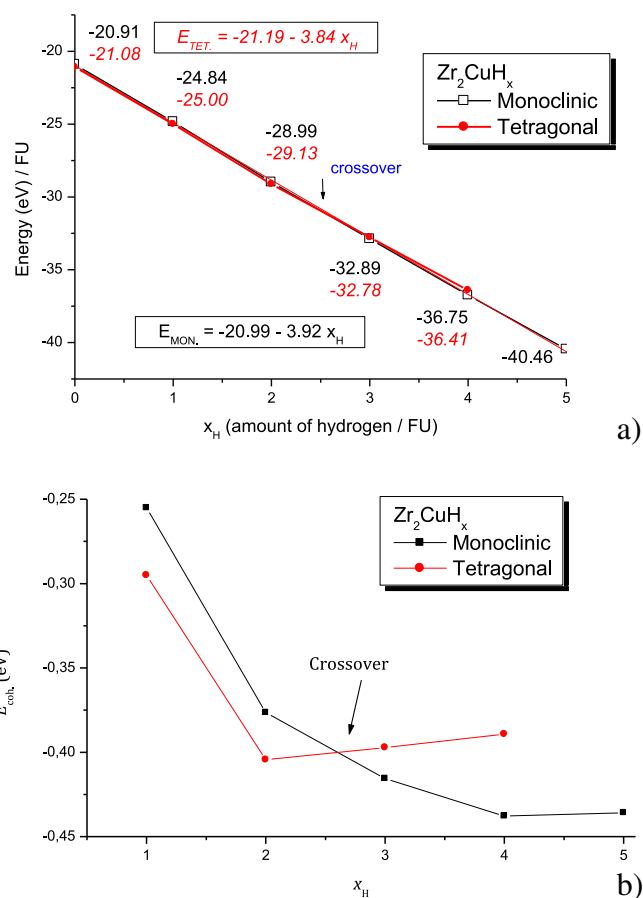 -20.91
-21.08
E_TET. = -21.19 - 3.84 x_H
-24.84
-25.00
Zr₂CuHₓ
Monoclinic
Tetragonal
-28.99
-29.13
crossover
-32.89
-32.78
-36.75
-36.41
-40.46
E_MON. = -20.99 - 3.92 x_H
-20
-25
-30
-35
-40
Energy (eV) / FU
0 1 2 3 4 5
x_H (amount of hydrogen / FU)
a)
-0,25
-0,30
-0,35
-0,40
-0,45
E_coh. (eV)
Zr₂CuHₓ
Monoclinic
Tetragonal
Crossover
1 2 3 4 5
x_H
b)